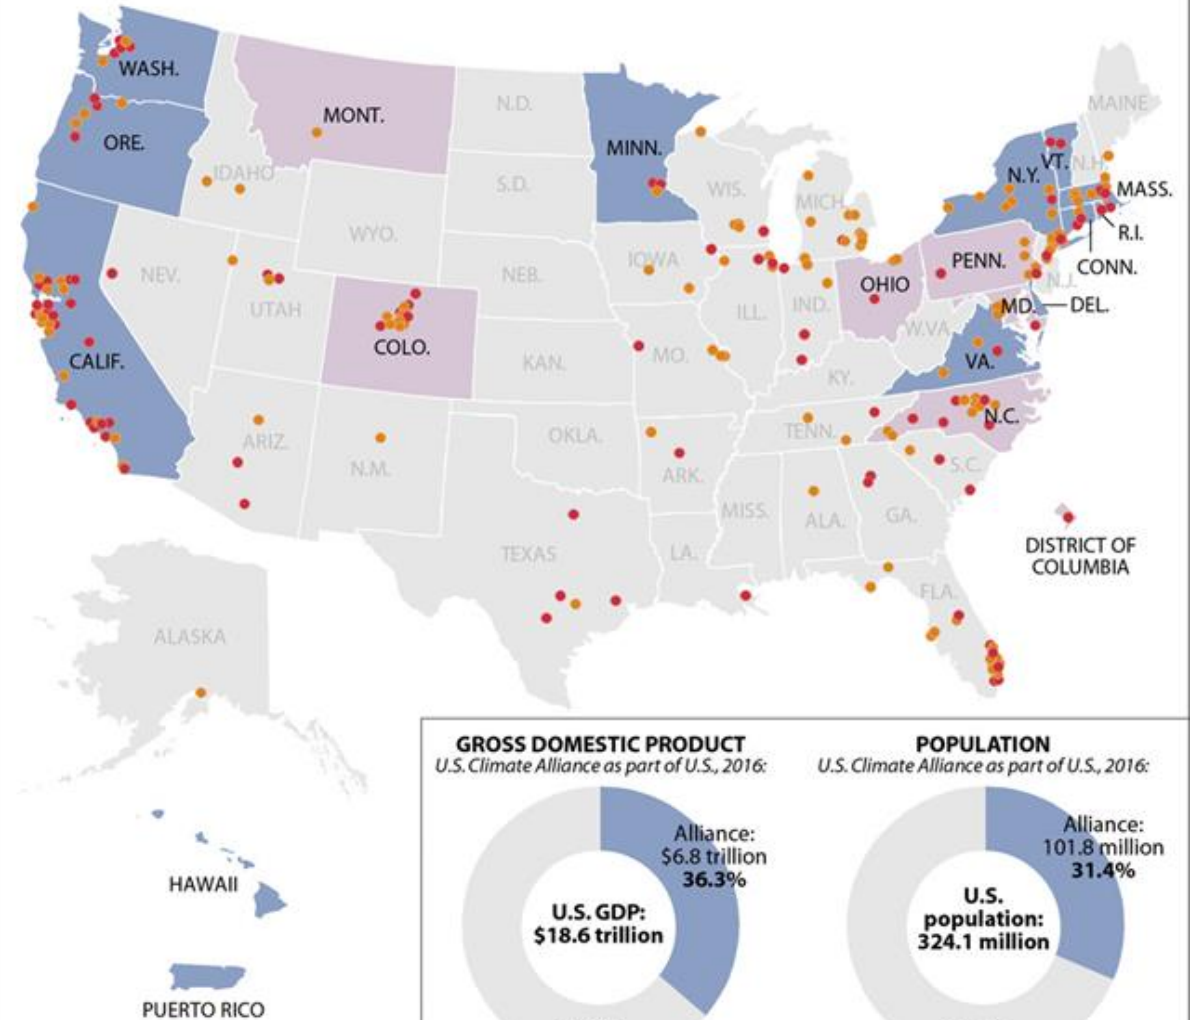 WASH.
MONT.
N.D.
MINN.
MAINE
ORE.
IDAHO
S.D.
WIS.
MICH.
N.Y.
VT.
N.H.
MASS.
R.I.
CONN.
WYO.
NEV.
UTAH
NEB.
IOWA
ILL.
IND.
OHIO
PENN.
N.J.
MD.
DEL.
CALIF.
COLO.
KAN.
MO.
KY.
W.VA.
VA.
N.C.
ARIZ.
N.M.
OKLA.
ARK.
TENN.
S.C.
MISS.
ALA.
GA.
TEXAS
LA.
FLA.
DISTRICT OF
COLUMBIA
ALASKA
HAWAII
PUERTO RICO
GROSS DOMESTIC PRODUCT
U.S. Climate Alliance as part of U.S., 2016:
Alliance:
$6.8 trillion
36.3%
U.S. GDP:
$18.6 trillion
POPULATION
U.S. Climate Alliance as part of U.S., 2016:
Alliance:
101.8 million
31.4%
U.S.
population:
324.1 million